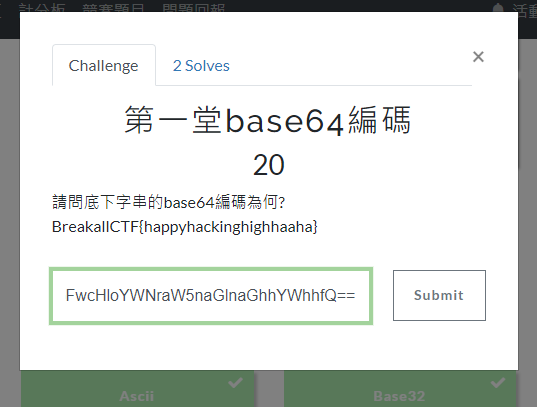 計分板 競賽題目 問題回報
活動
Challenge
2 Solves
×
第一堂base64編碼
20
請問底下字串的base64編碼為何?
BreakallCTF{happyhackinghighhaaha}
FwcHloYWNraW5naGlnaGhhYWhhfQ==
Submit
Ascii
Base32